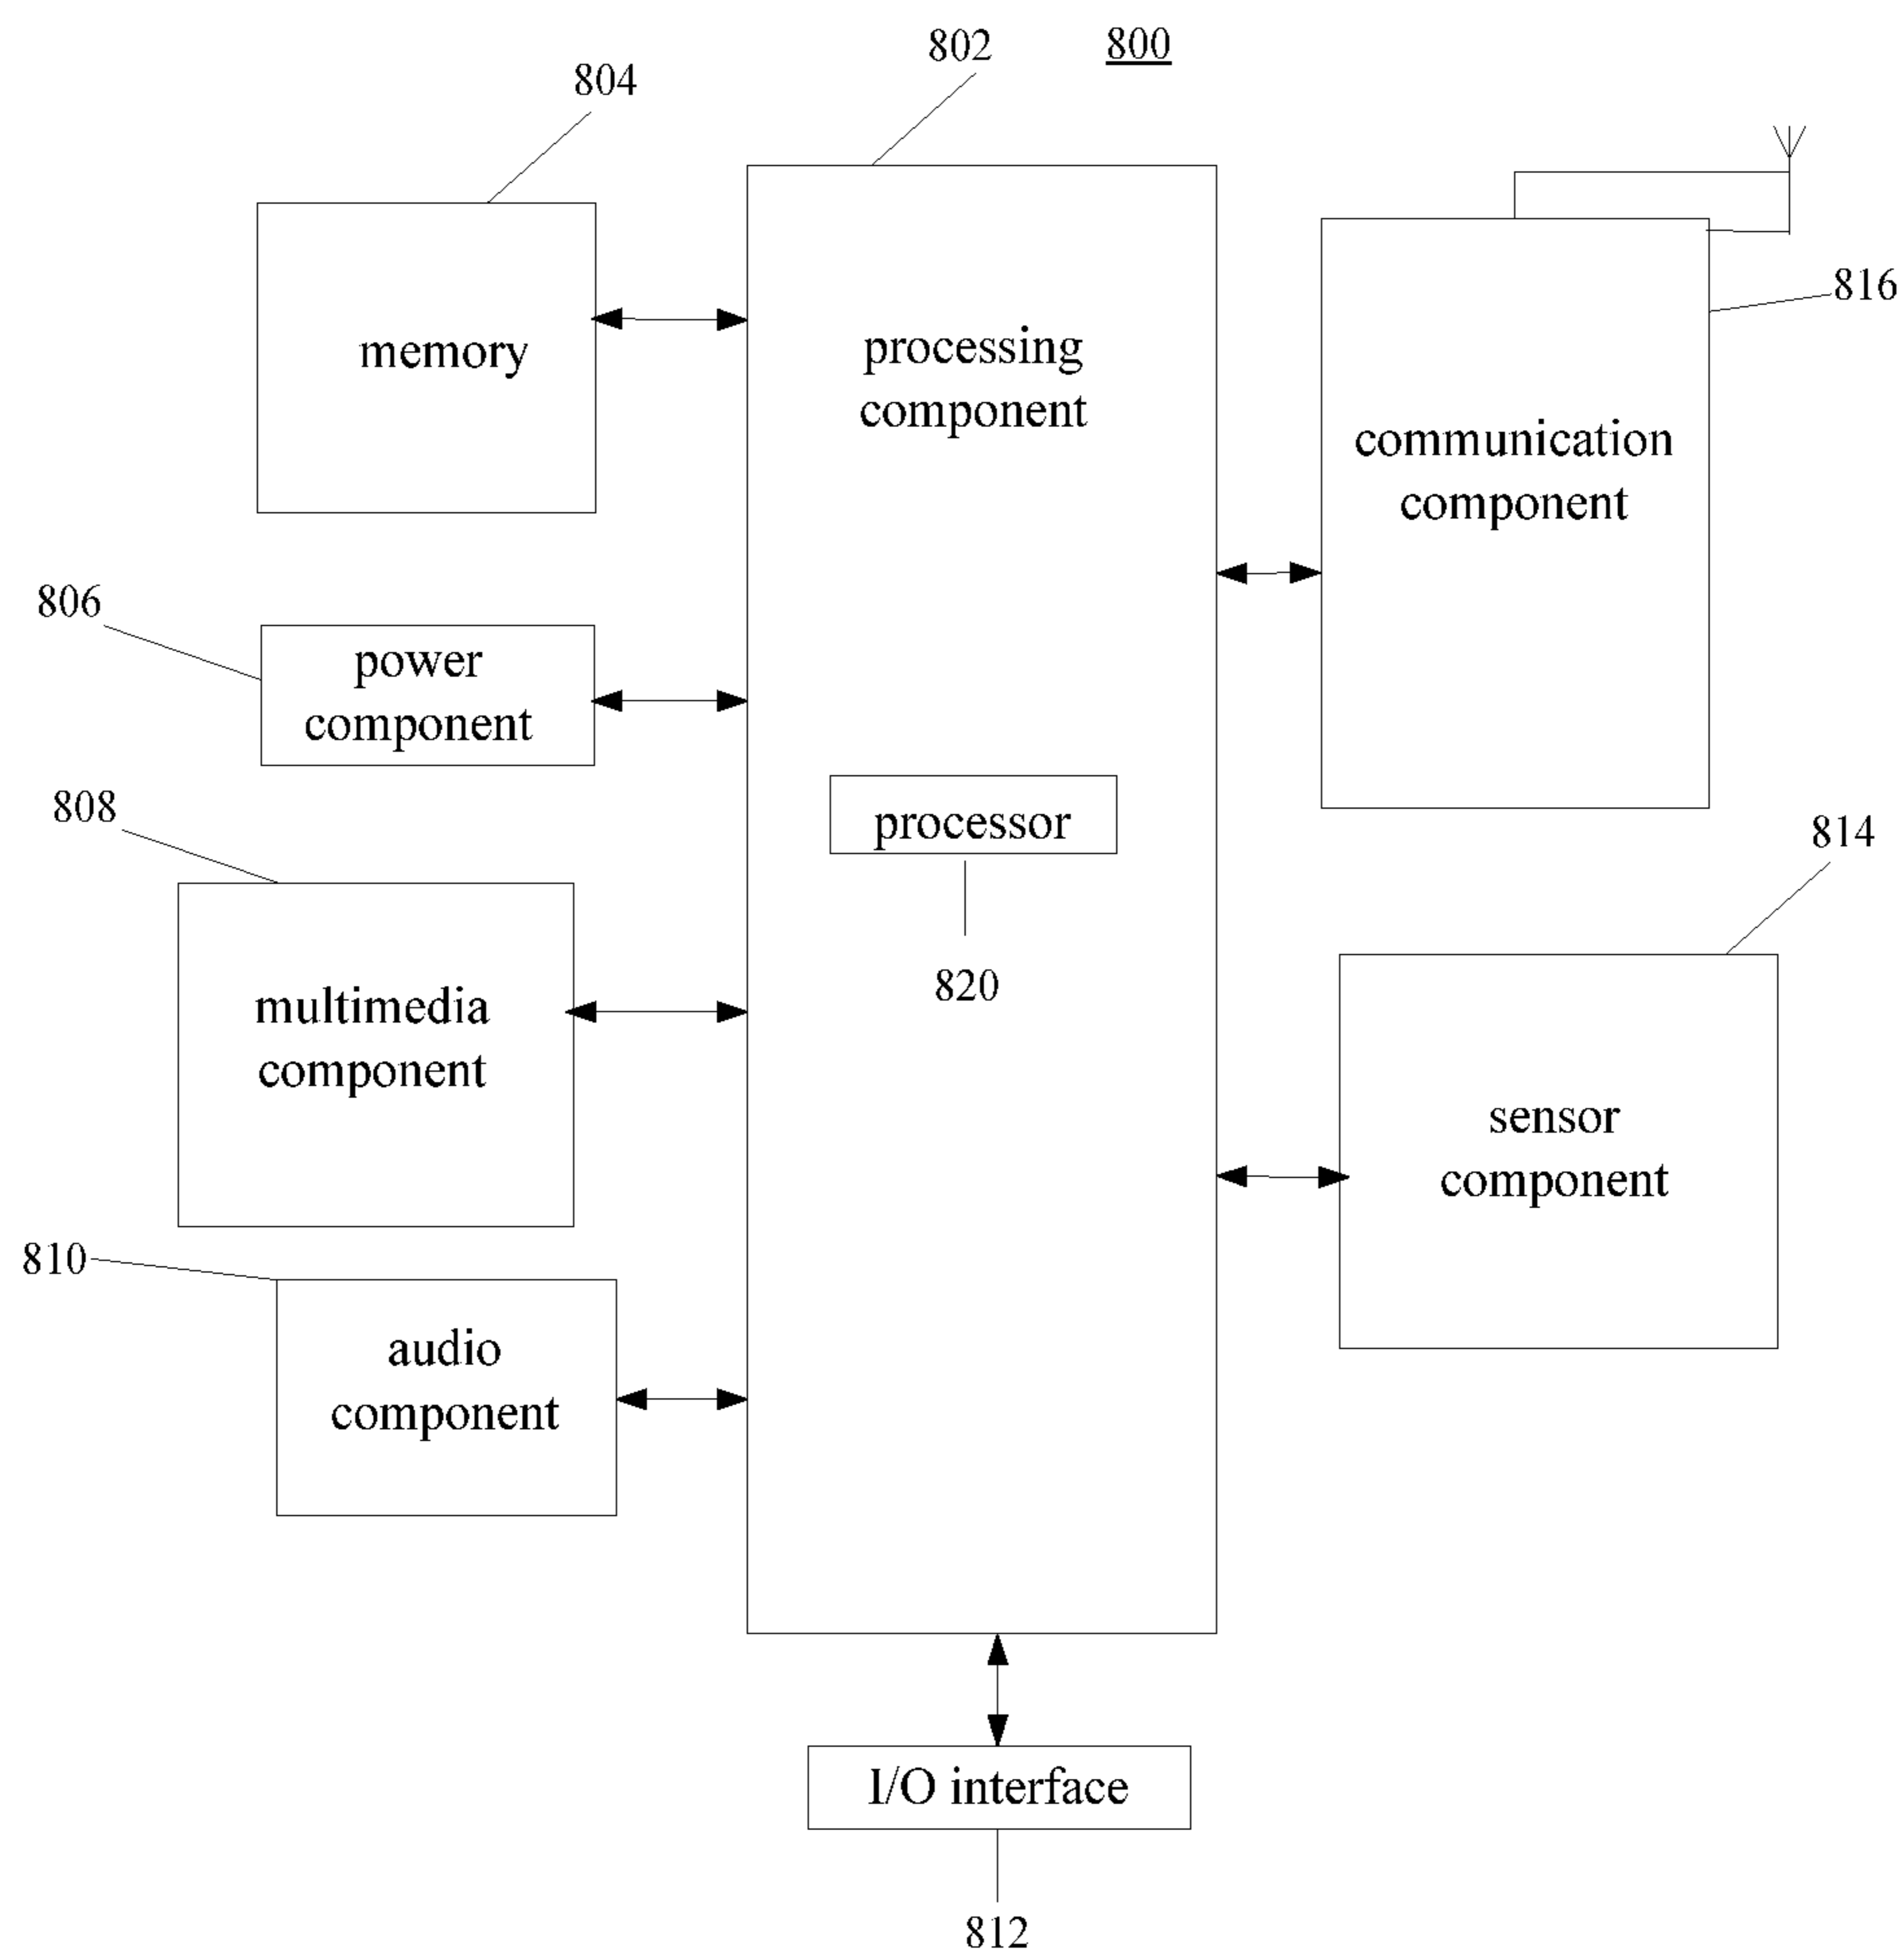 802
800
804
816
memory
processing
component
communication
component
806
power
component
808
processor
814
820
multimedia
component
sensor
component
810
audio
component
I/O interface
812